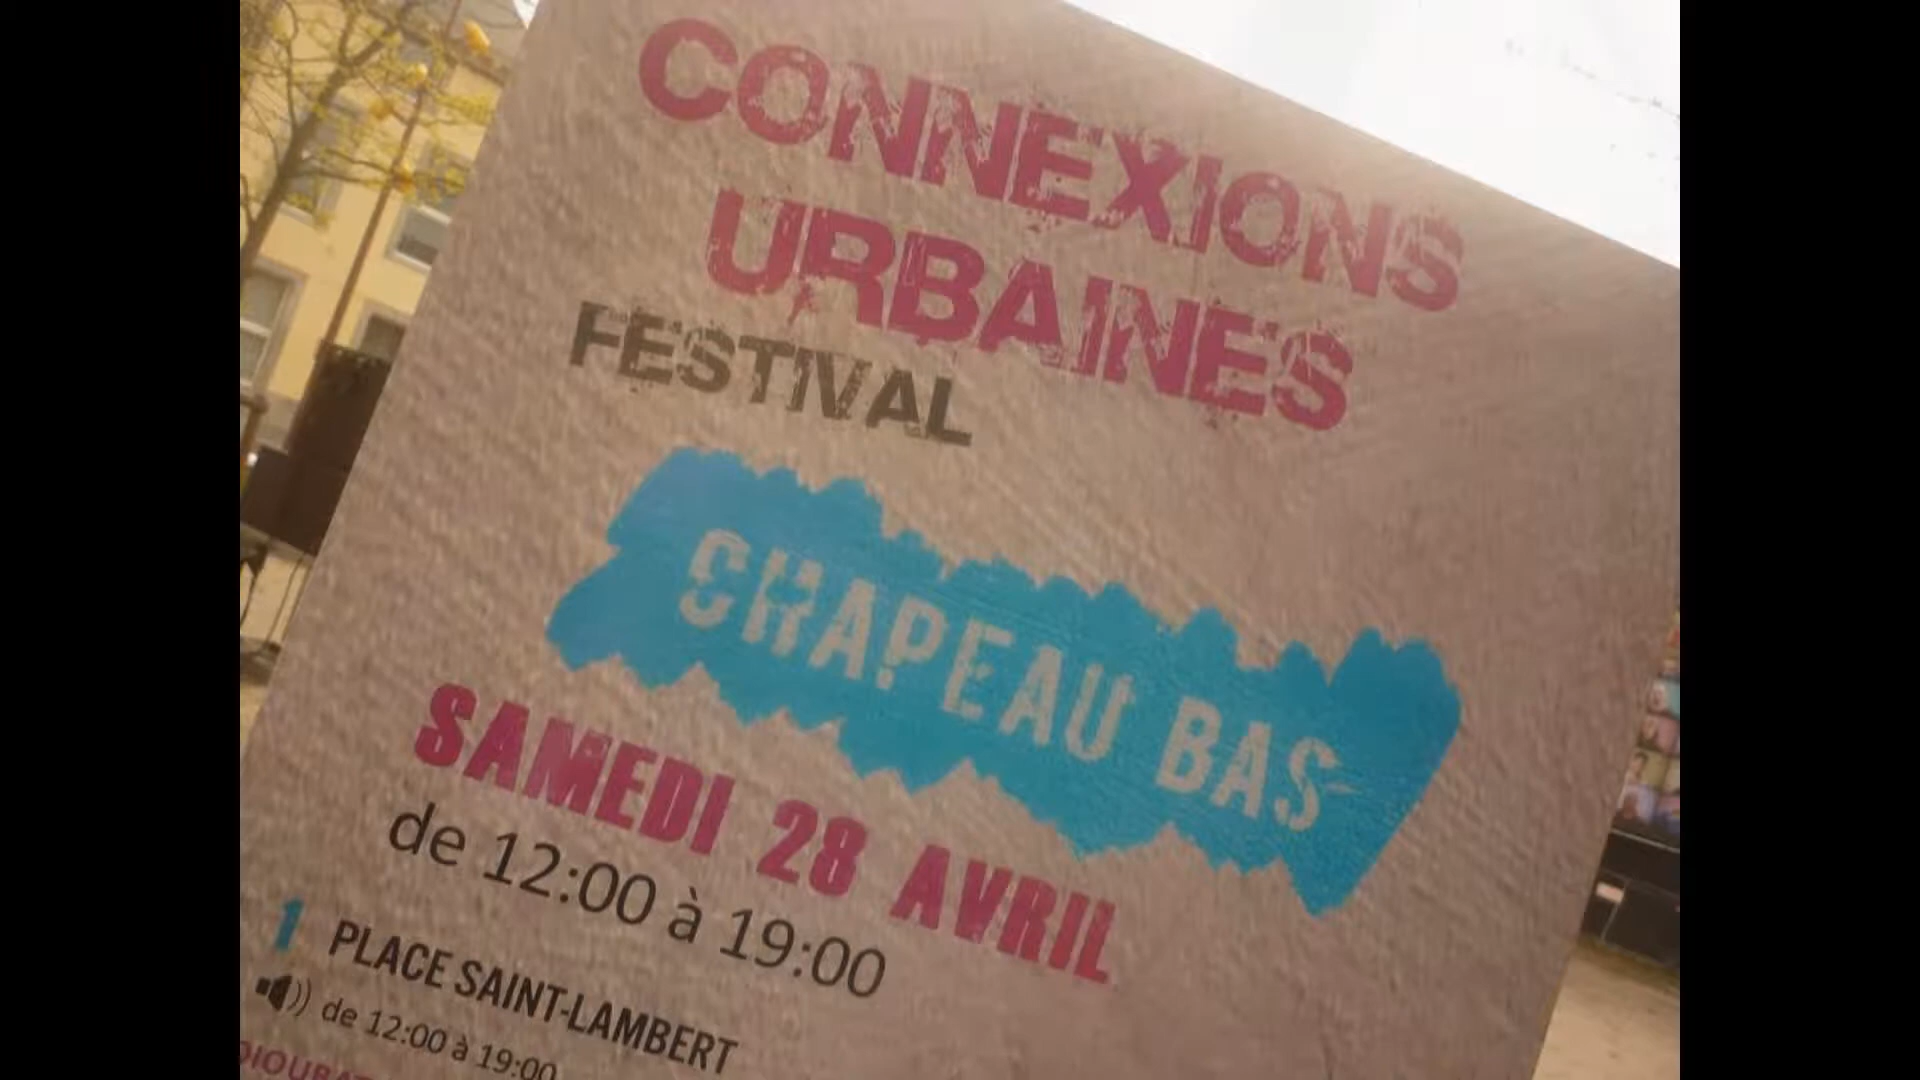 CONNEXIONS
URBAINES
FESTIVAL
CHAPEAU BAS
SAMEDI 28 AVRIL
de 12:00 à 19:00
1 PLACE SAINT-LAMBERT
de 12:00 à 19:00